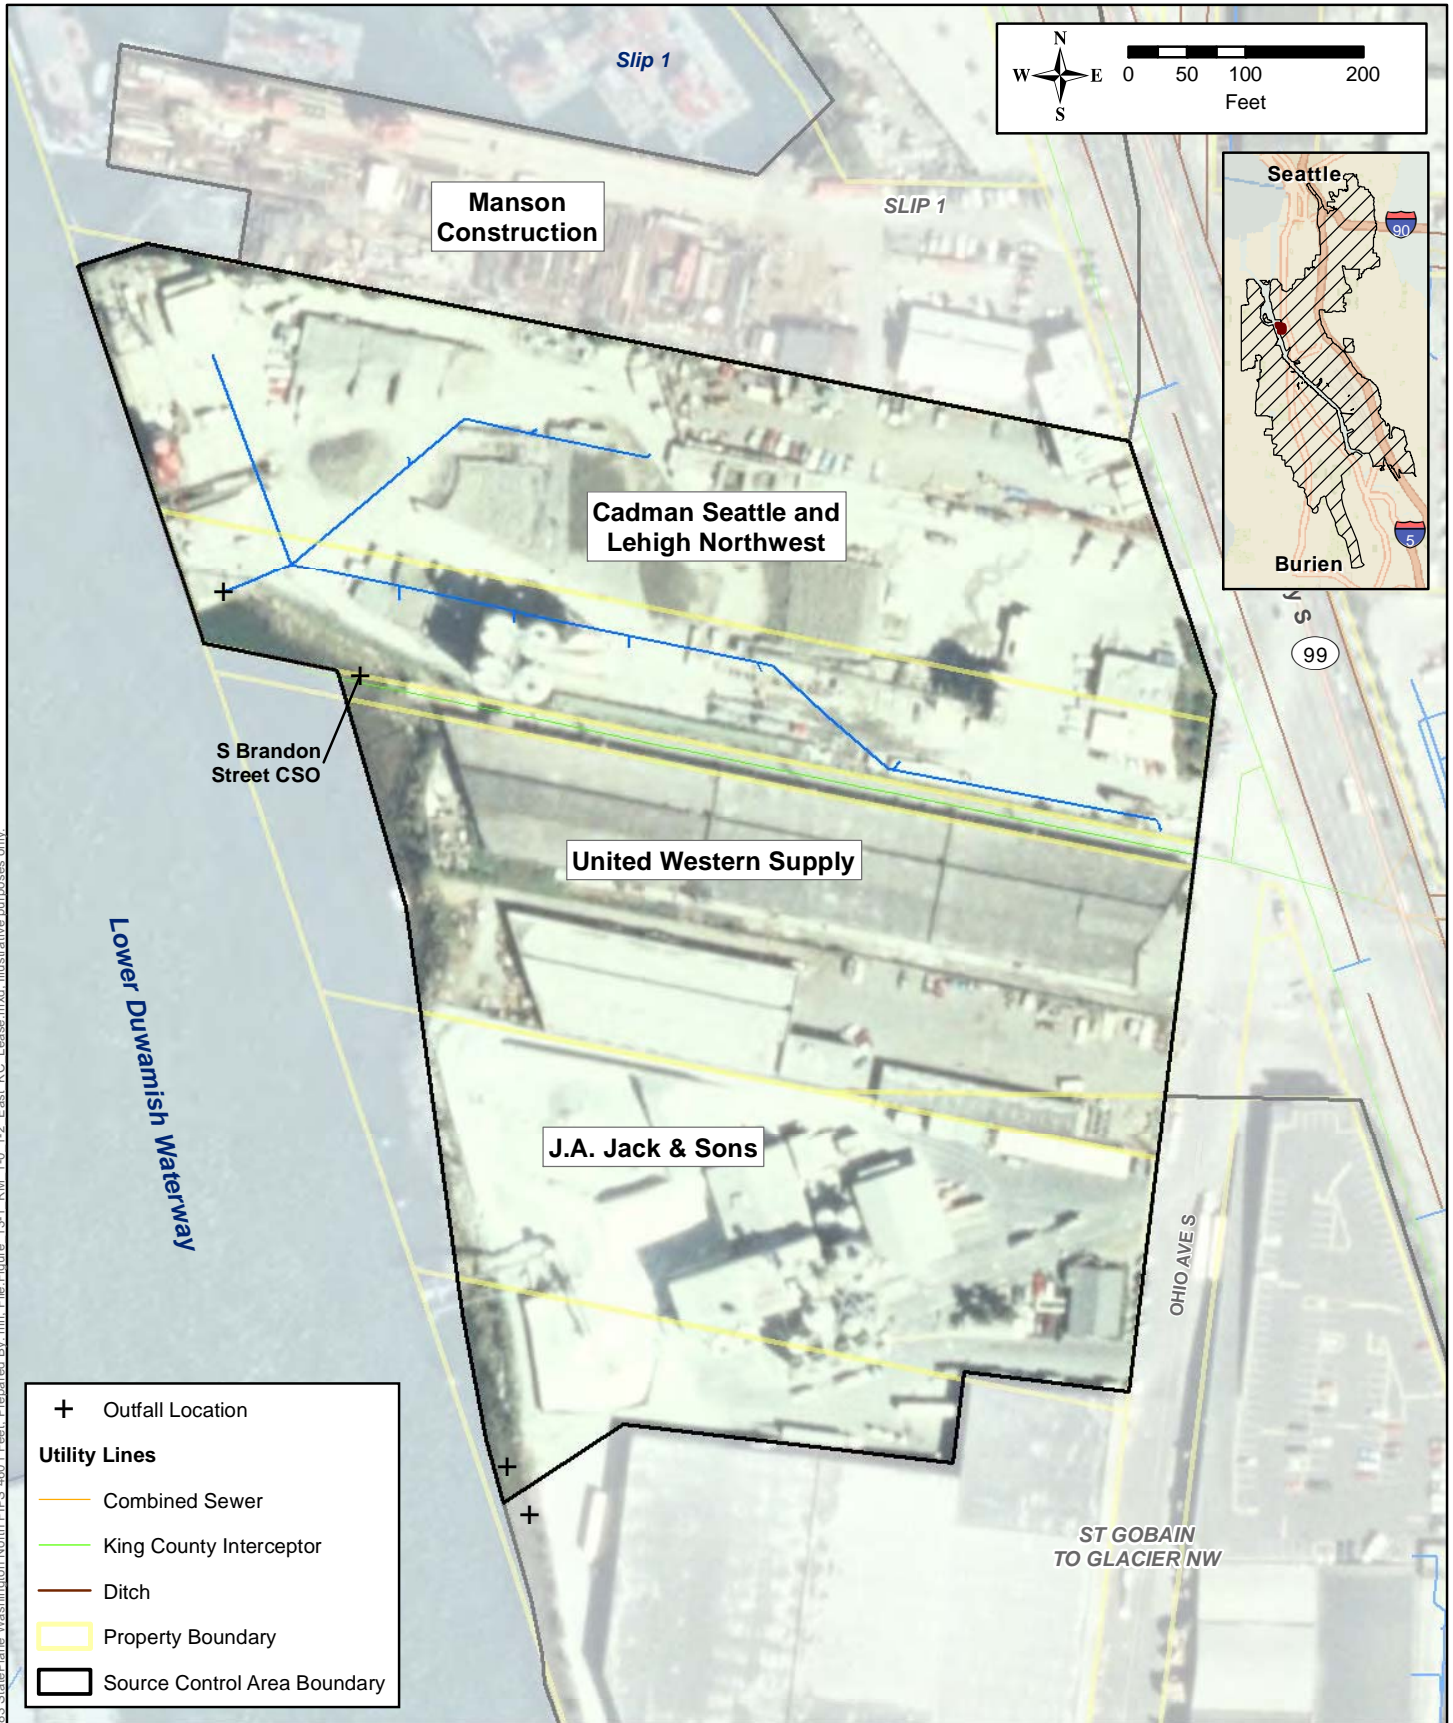 Slip 1
N
W E
S
0 50 100 200
Feet
Manson
Construction
SLIP 1
Seattle
90
5
Burien
y S
99
Cadman Seattle and
Lehigh Northwest
S Brandon
Street CSO
United Western Supply
Lower Duwamish Waterway
J.A. Jack & Sons
OHIO AVE S
ST GOBAIN
TO GLACIER NW
Outfall Location
Utility Lines
Combined Sewer
King County Interceptor
Ditch
Property Boundary
Source Control Area Boundary